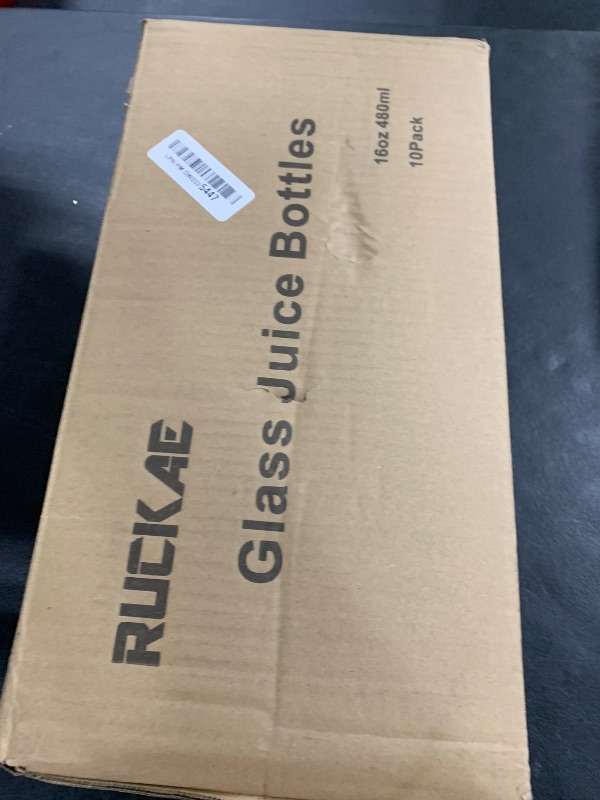 RUCKAE
Glass Juice Bottles
16oz 480ml
10Pack
5447